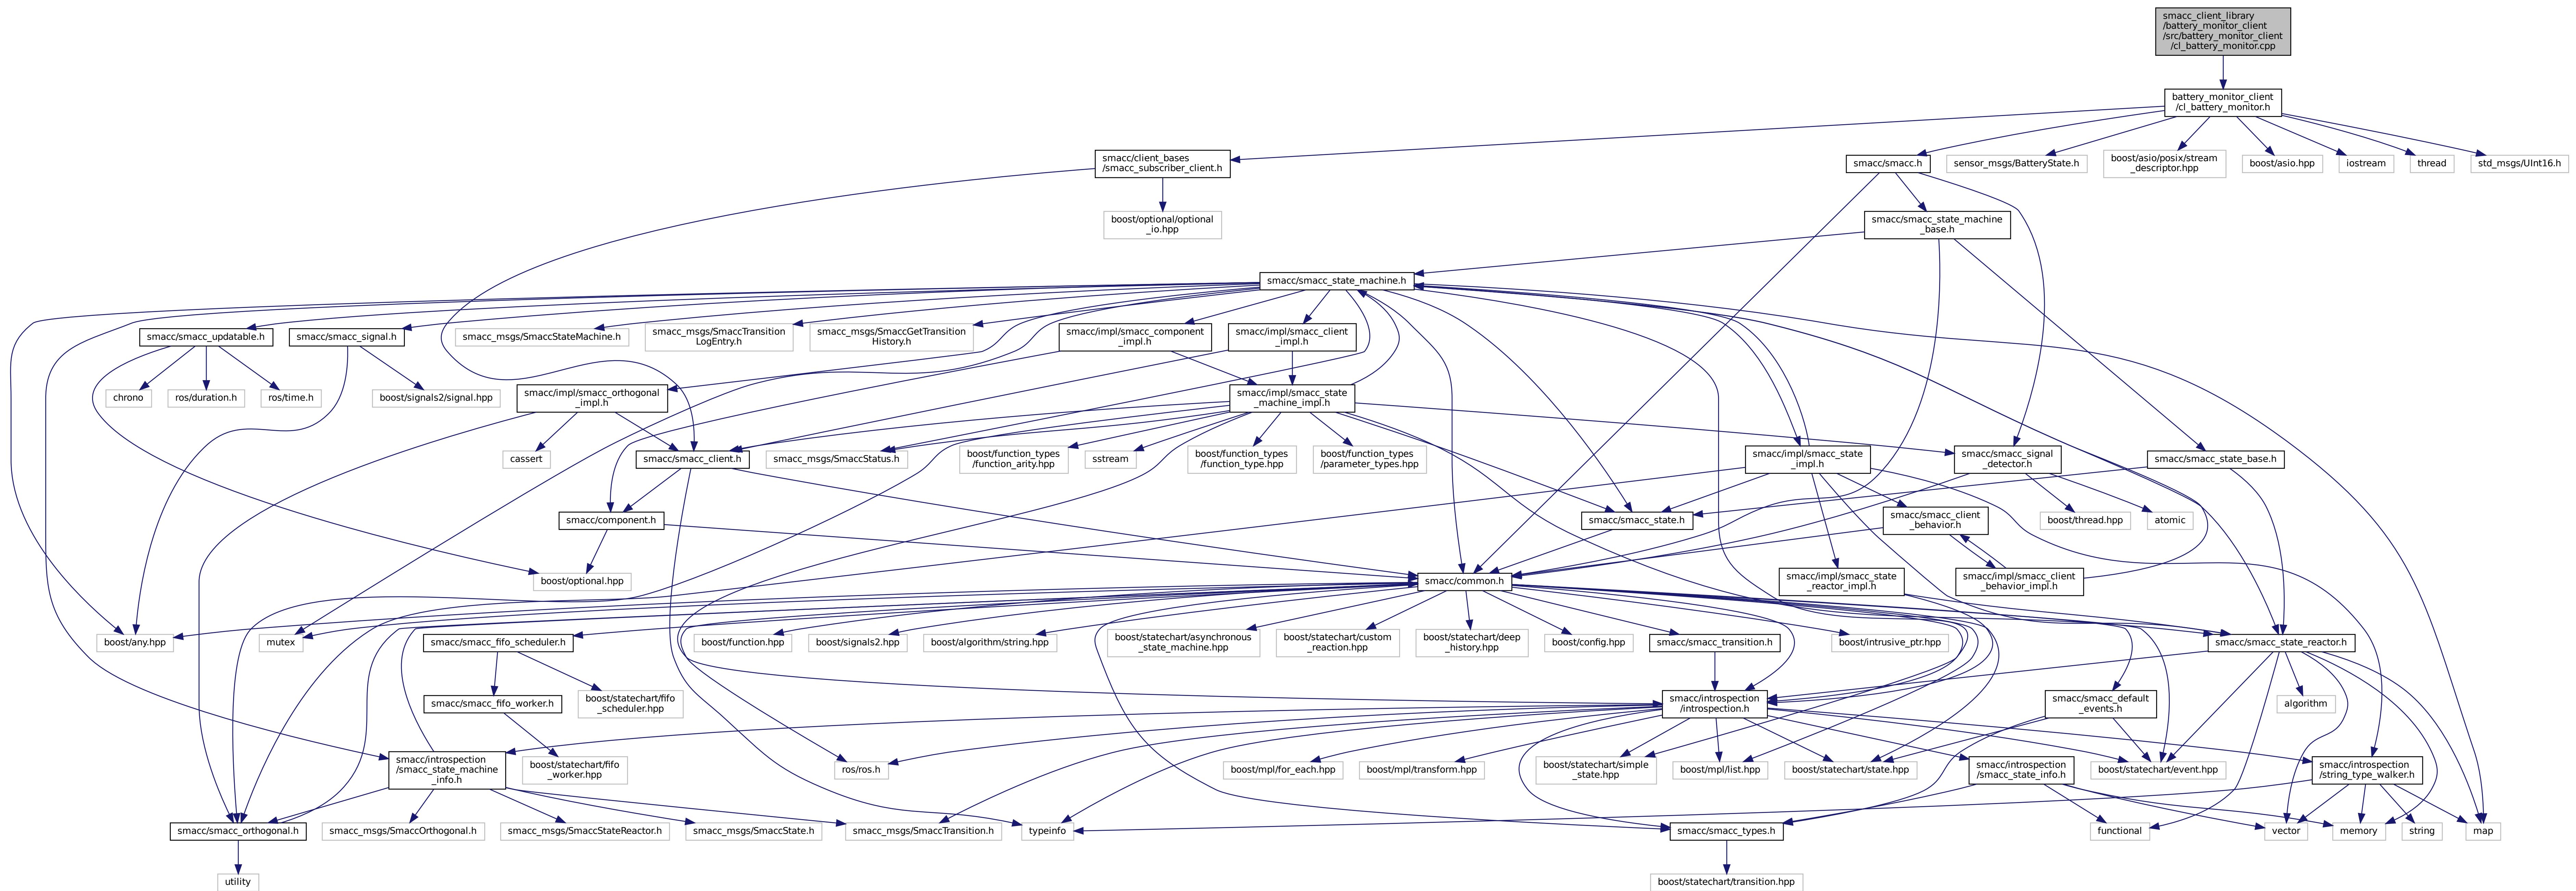 smacc_client_library
/battery_monitor_client
/src/battery_monitor_client
/cl_battery_monitor.cpp
battery_monitor_client
/cl_battery_monitor.h
smacc/client_bases
/smacc_subscriber_client.h
smacc/smacc.h
sensor_msgs/BatteryState.h
boost/asio/posix/stream
_descriptor.hpp
boost/asio.hpp
iostream
thread
std_msgs/UInt16.h
boost/optional/optional
_io.hpp
smacc/smacc_state_machine
_base.h
smacc/smacc_state_machine.h
smacc/smacc_updatable.h
smacc/smacc_signal.h
smacc_msgs/SmaccStateMachine.h
smacc_msgs/SmaccTransition
LogEntry.h
smacc_msgs/SmaccGetTransition
History.h
smacc/impl/smacc_component
_impl.h
smacc/impl/smacc_client
_impl.h
chrono
ros/duration.h
ros/time.h
boost/signals2/signal.hpp
smacc/impl/smacc_orthogonal
_impl.h
smacc/impl/smacc_state
_machine_impl.h
cassert
smacc/smacc_client.h
smacc_msgs/SmaccStatus.h
boost/function_types
/function_arity.hpp
sstream
boost/function_types
/function_type.hpp
boost/function_types
/parameter_types.hpp
smacc/impl/smacc_state
_impl.h
smacc/smacc_signal
_detector.h
smacc/smacc_state_base.h
smacc/component.h
smacc/smacc_state.h
smacc/smacc_client
_behavior.h
boost/thread.hpp
atomic
boost/optional.hpp
smacc/common.h
smacc/impl/smacc_state
_reactor_impl.h
smacc/impl/smacc_client
_behavior_impl.h
boost/any.hpp
mutex
smacc/smacc_fifo_scheduler.h
boost/function.hpp
boost/signals2.hpp
boost/algorithm/string.hpp
boost/statechart/asynchronous
_state_machine.hpp
boost/statechart/custom
_reaction.hpp
boost/statechart/deep
_history.hpp
boost/config.hpp
smacc/smacc_transition.h
boost/intrusive_ptr.hpp
smacc/smacc_state_reactor.h
smacc/smacc_fifo_worker.h
boost/statechart/fifo
_scheduler.hpp
smacc/introspection
/introspection.h
smacc/smacc_default
_events.h
algorithm
smacc/introspection
/smacc_state_machine
_info.h
boost/statechart/fifo
_worker.hpp
ros/ros.h
boost/mpl/for_each.hpp
boost/mpl/transform.hpp
boost/statechart/simple
_state.hpp
boost/mpl/list.hpp
boost/statechart/state.hpp
smacc/introspection
/smacc_state_info.h
boost/statechart/event.hpp
smacc/introspection
/string_type_walker.h
smacc/smacc_orthogonal.h
smacc_msgs/SmaccOrthogonal.h
smacc_msgs/SmaccStateReactor.h
smacc_msgs/SmaccState.h
smacc_msgs/SmaccTransition.h
typeinfo
smacc/smacc_types.h
functional
vector
memory
string
map
utility
boost/statechart/transition.hpp